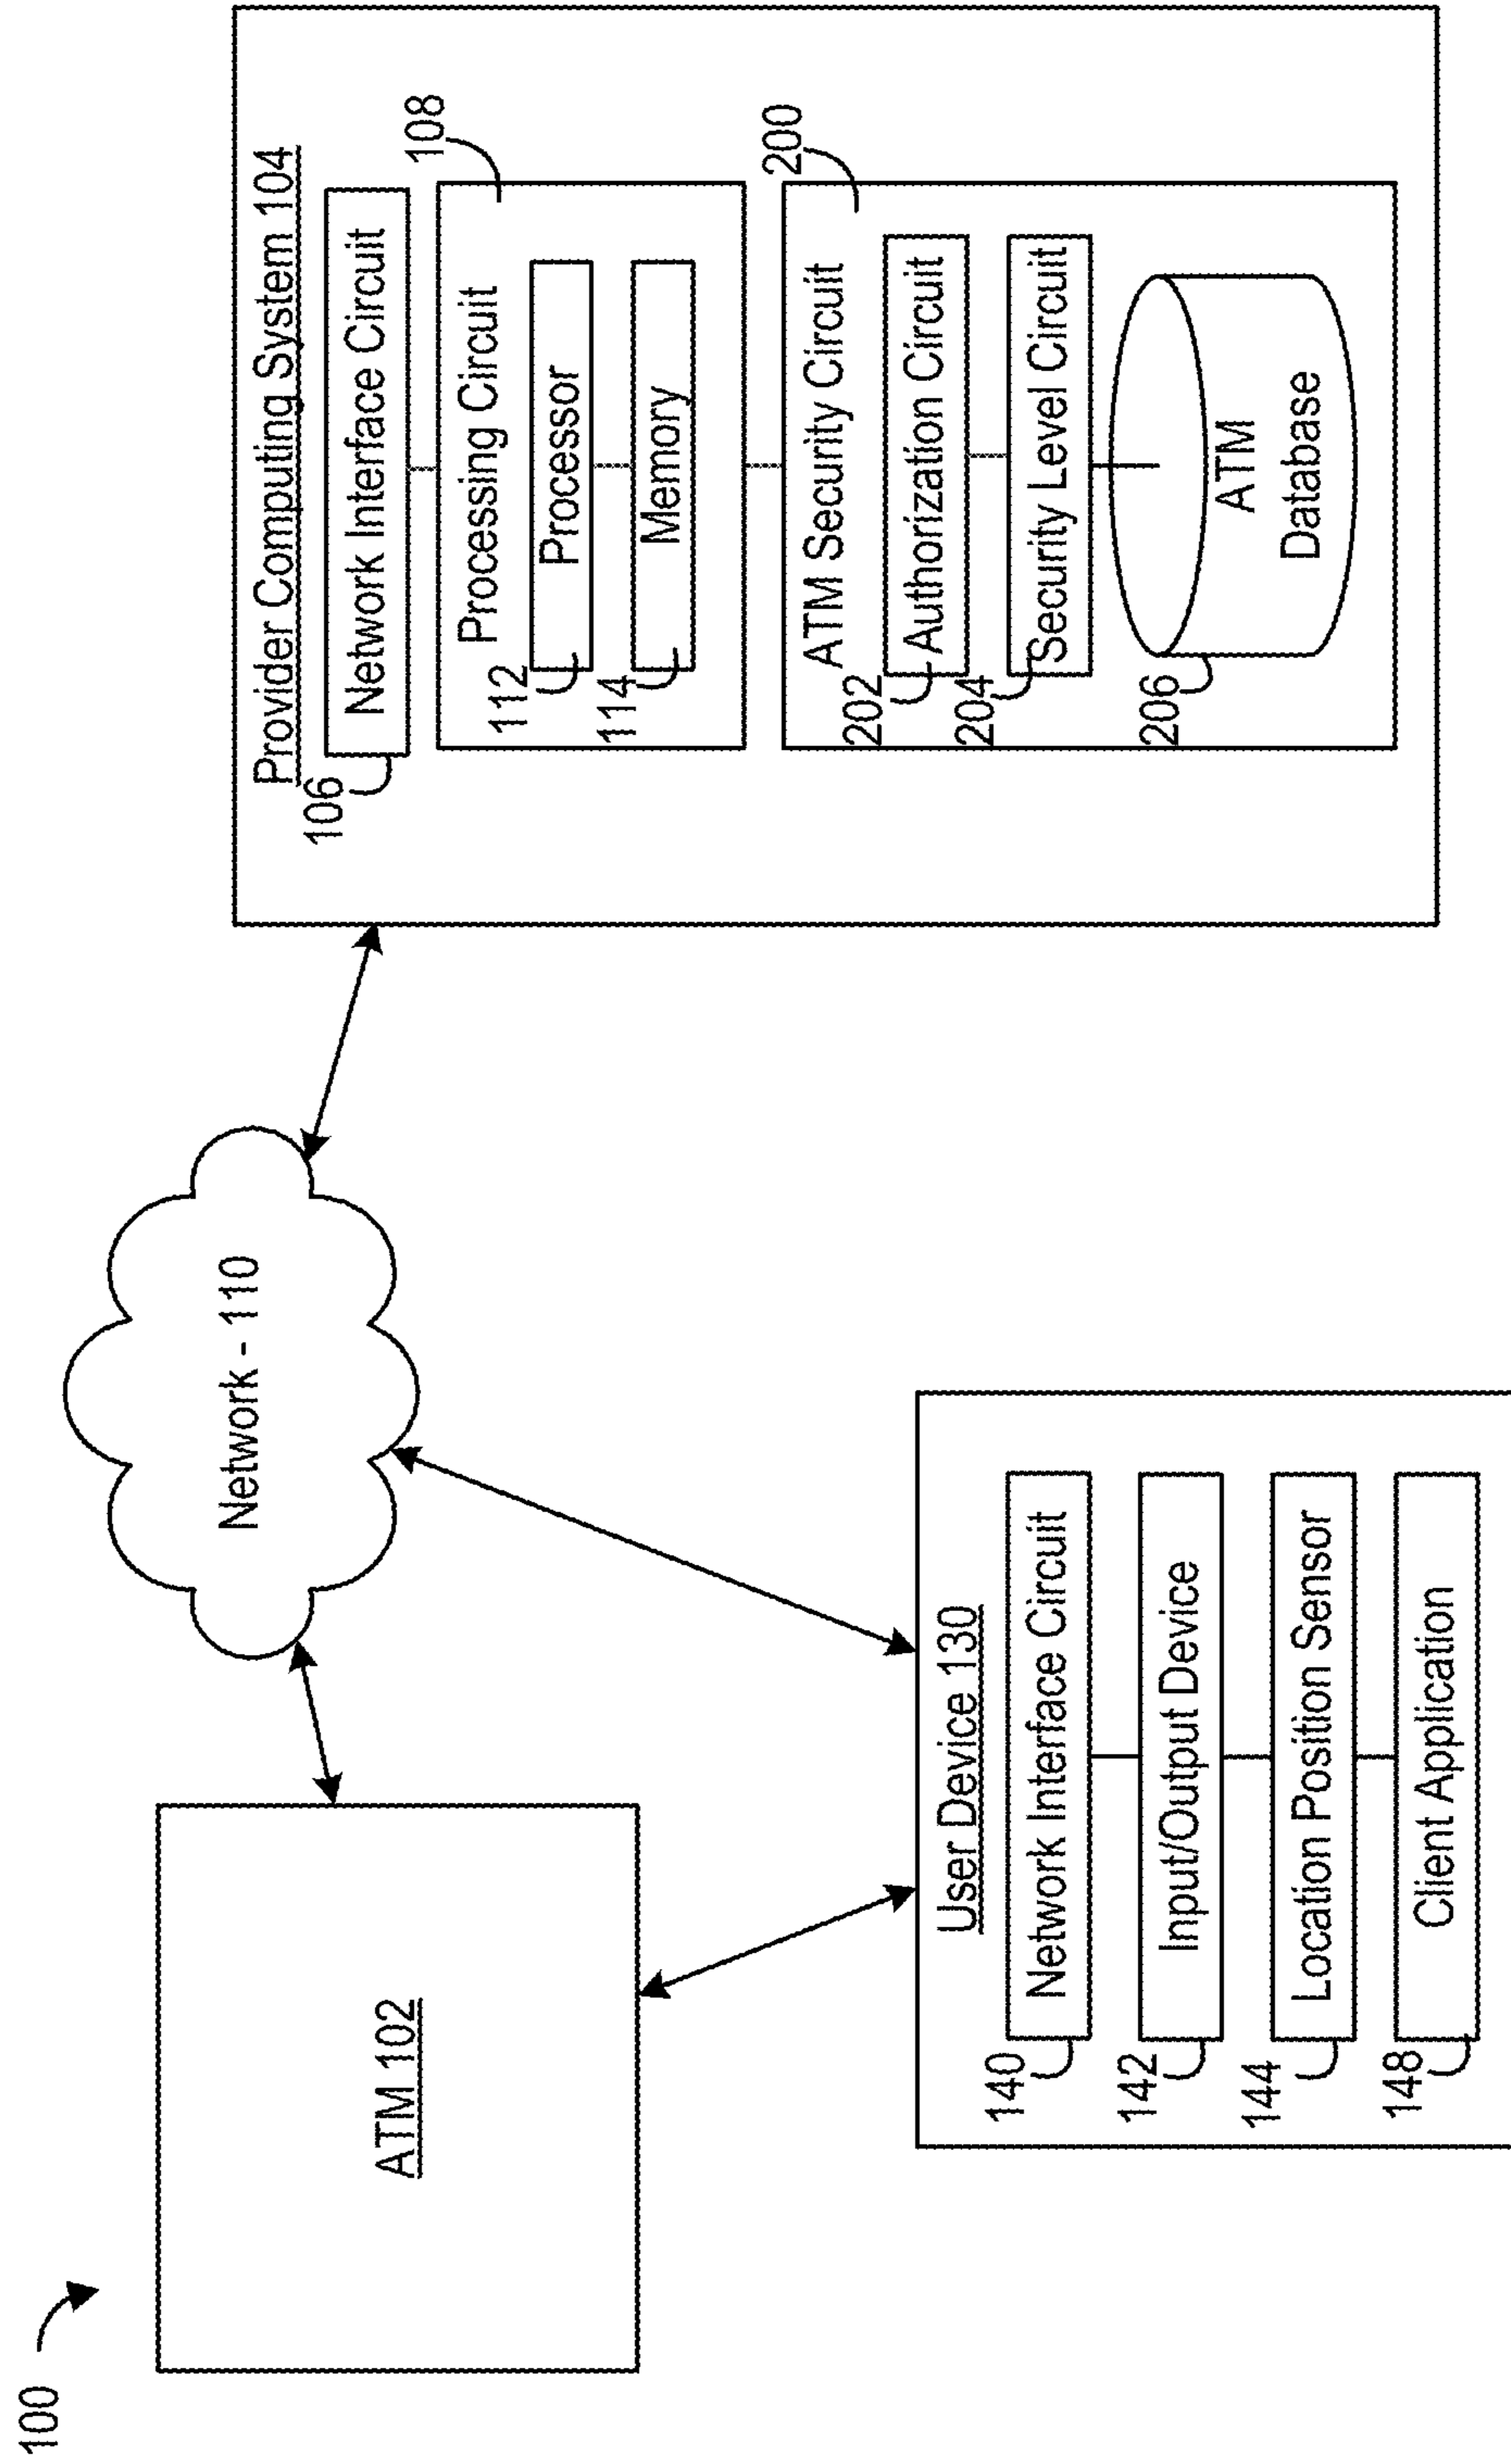 100
ATM 102
Network - 110
User Device 130
140
Network Interface Circuit
142
Input/Output Device
144
Location Position Sensor
148
Client Application
Provider Computing System 104
106
Network Interface Circuit
108
Processing Circuit
112
Processor
114
Memory
200
ATM Security Circuit
202
Authorization Circuit
204
Security Level Circuit
206
ATM
Database